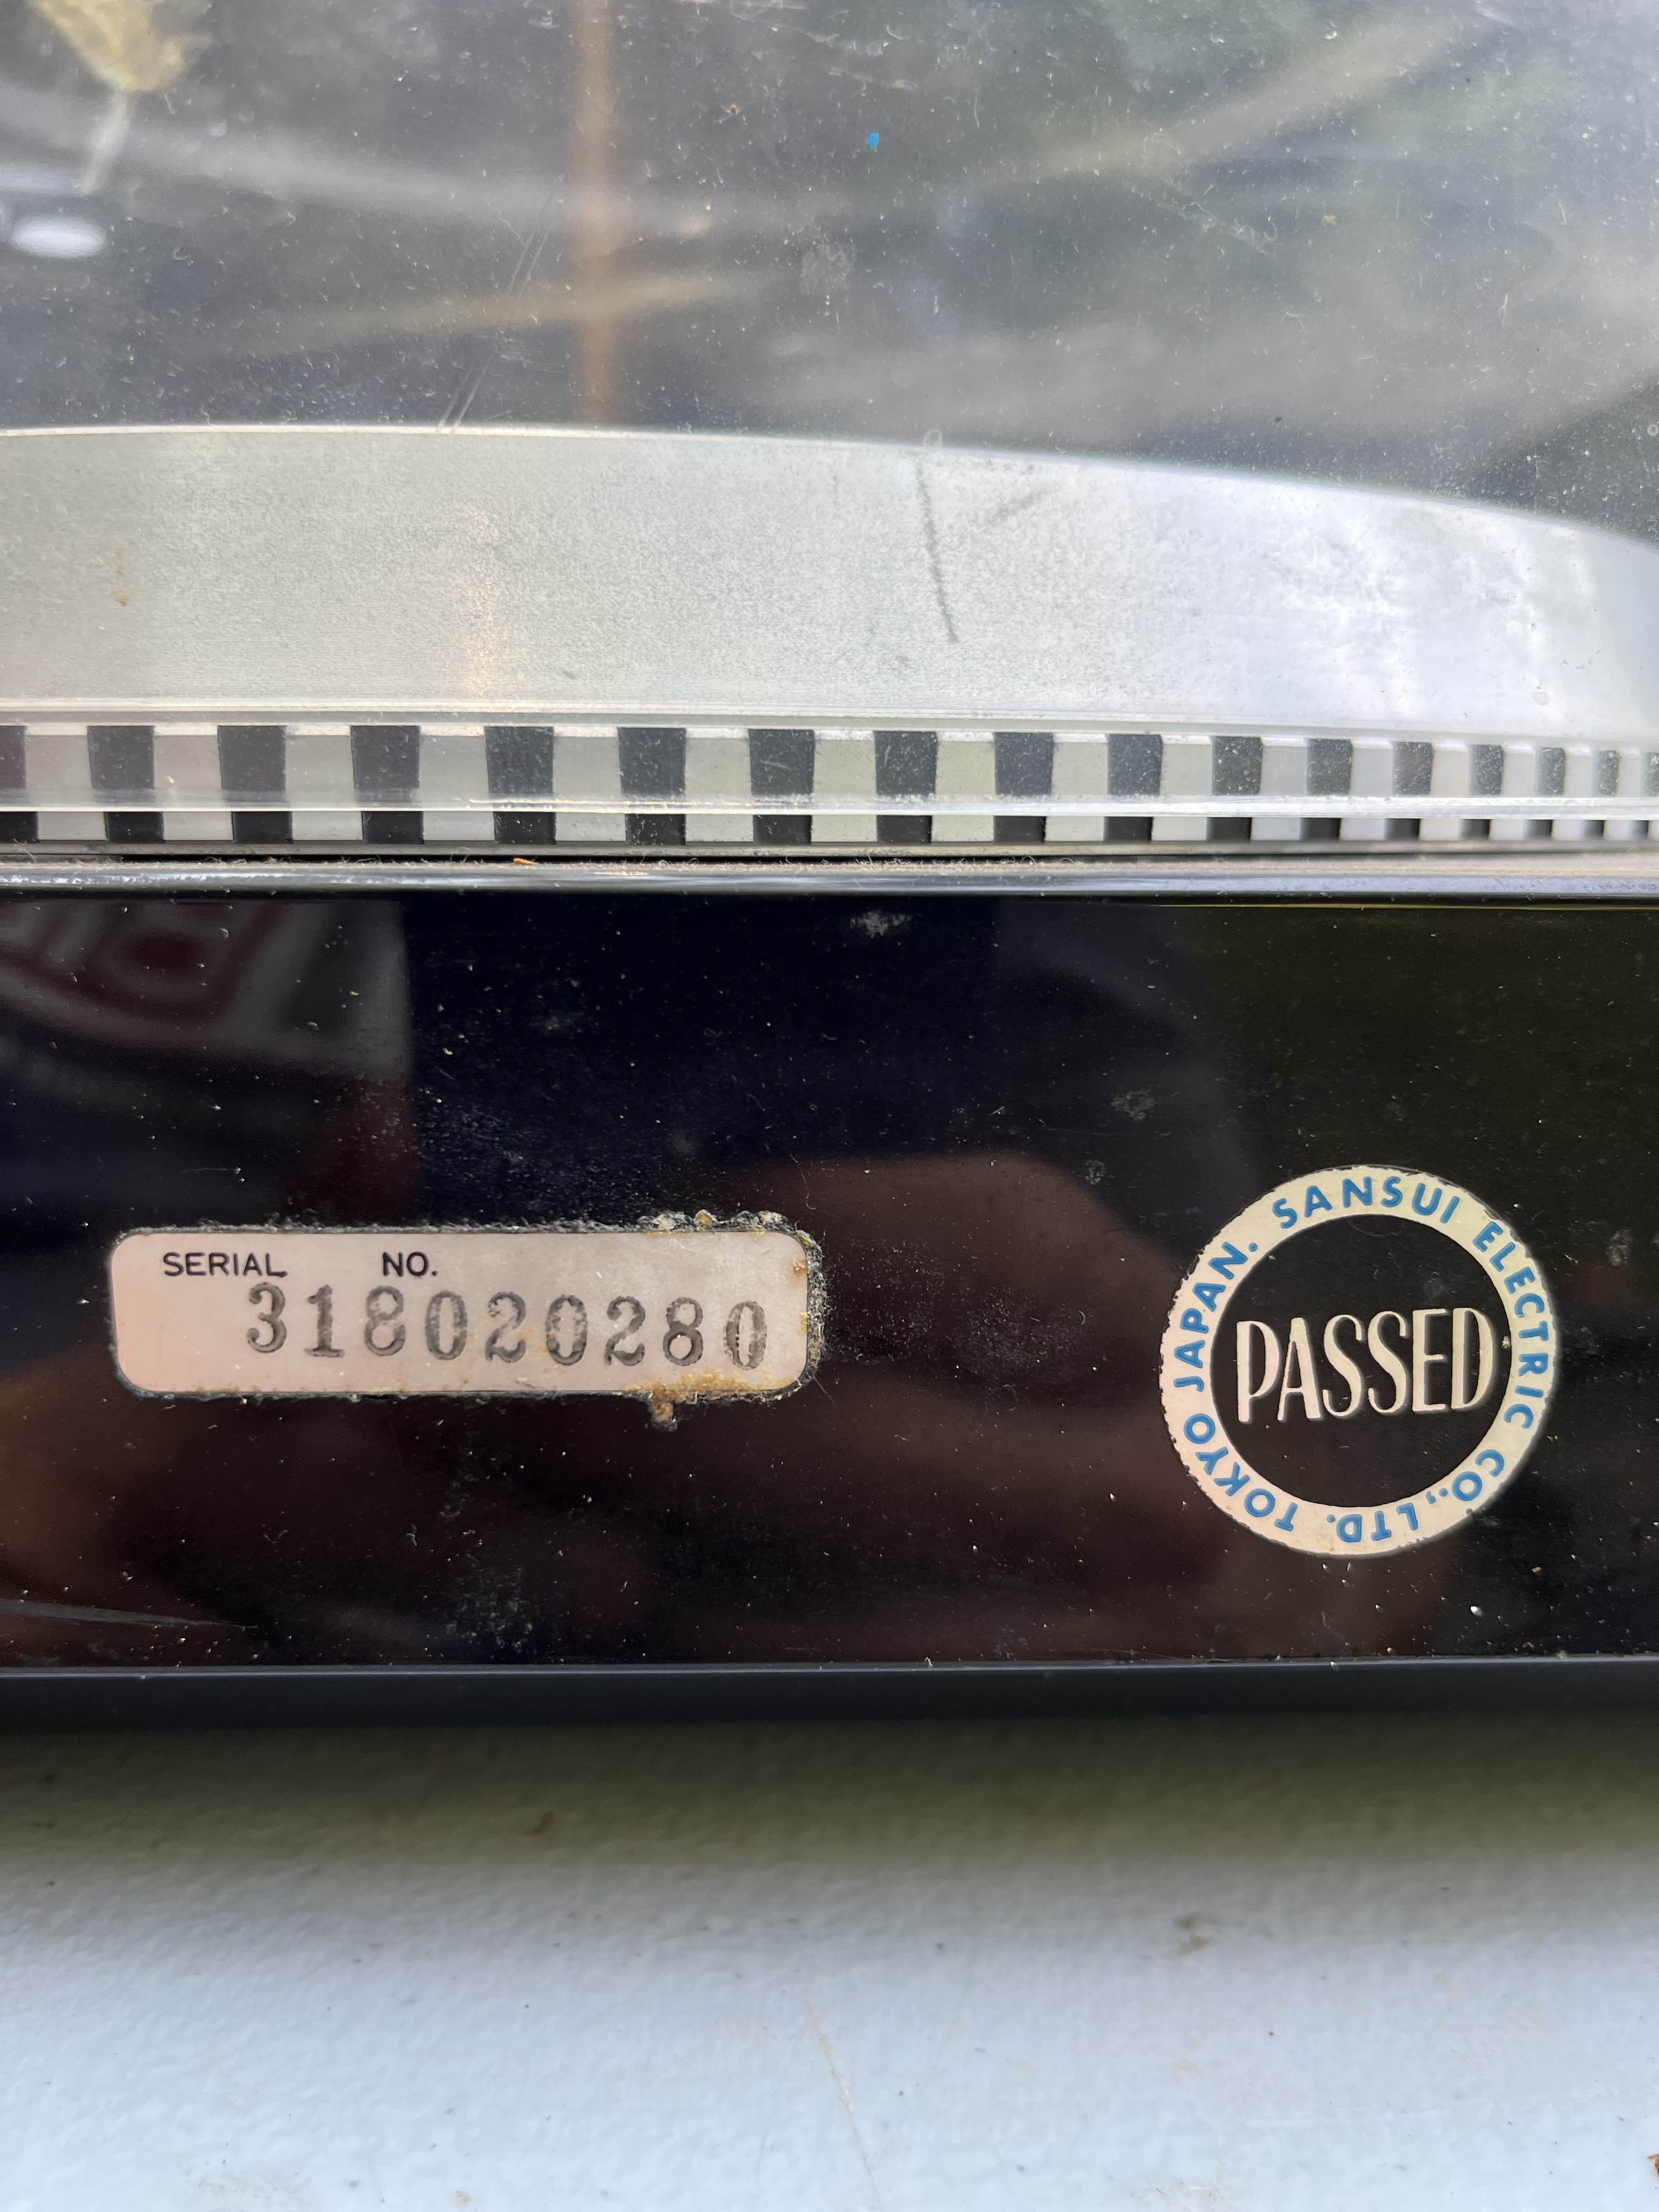 SERIAL NO.
318020280
SANSUI ELECTRIC CO., LTD. TOKYO JAPAN.
PASSED